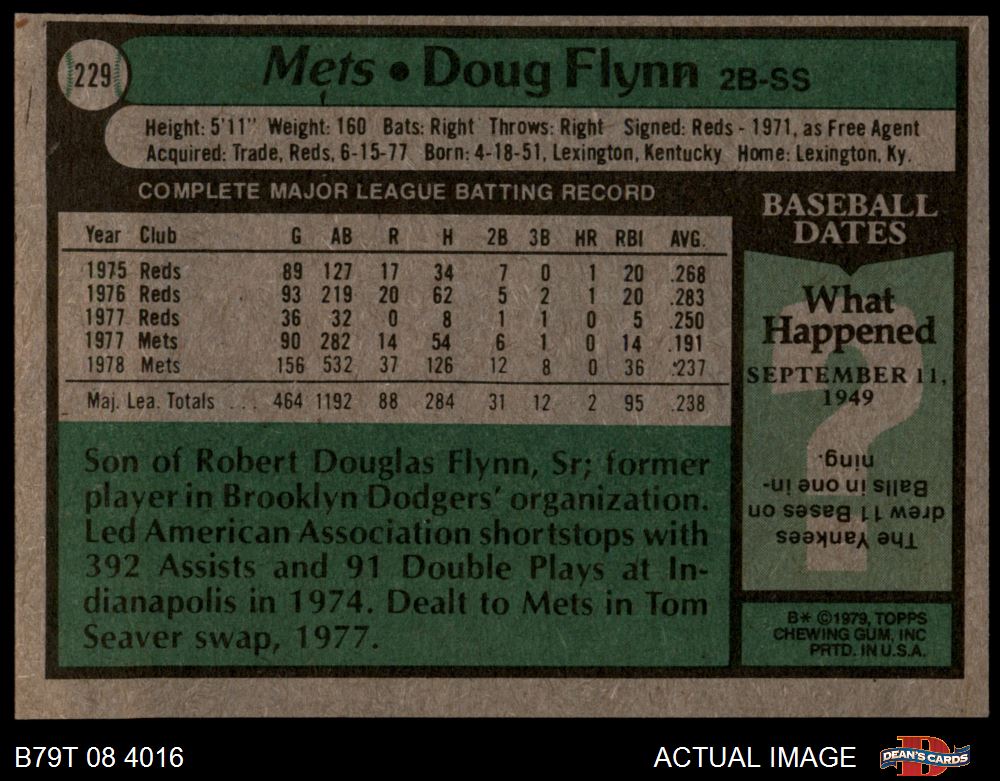 229
Mets • Doug Flynn 2B-SS
Height: 5'11" Weight: 160 Bats: Right Throws: Right Signed: Reds - 1971, as Free Agent
Acquired: Trade, Reds, 6-15-77 Born: 4-18-51, Lexington, Kentucky Home: Lexington, Ky.
COMPLETE MAJOR LEAGUE BATTING RECORD
Year Club G AB R H 2B 3B HR RBI AVG.
1975 Reds 89 127 17 34 7 0 1 20 .268
1976 Reds 93 219 20 62 5 2 1 20 .283
1977 Reds 36 32 0 8 1 1 0 5 .250
1977 Mets 90 282 14 54 6 1 0 14 .191
1978 Mets 156 532 37 126 12 8 0 36 .237
Maj. Lea. Totals ... 464 1192 88 284 31 12 2 95 .238
Son of Robert Douglas Flynn, Sr; former
player in Brooklyn Dodgers' organization.
Led American Association shortstops with
392 Assists and 91 Double Plays at In-
dianapolis in 1974. Dealt to Mets in Tom
Seaver swap, 1977.
BASEBALL
DATES
What
Happened
SEPTEMBER 11,
1949
?
The Yankees
drew 11 Bases on
Balls in one in-
ning.
B* ©1979, TOPPS
CHEWING GUM, INC
PRTD. IN U.S.A.
B79T 08 4016
ACTUAL IMAGE
D
DEAN'S CARDS